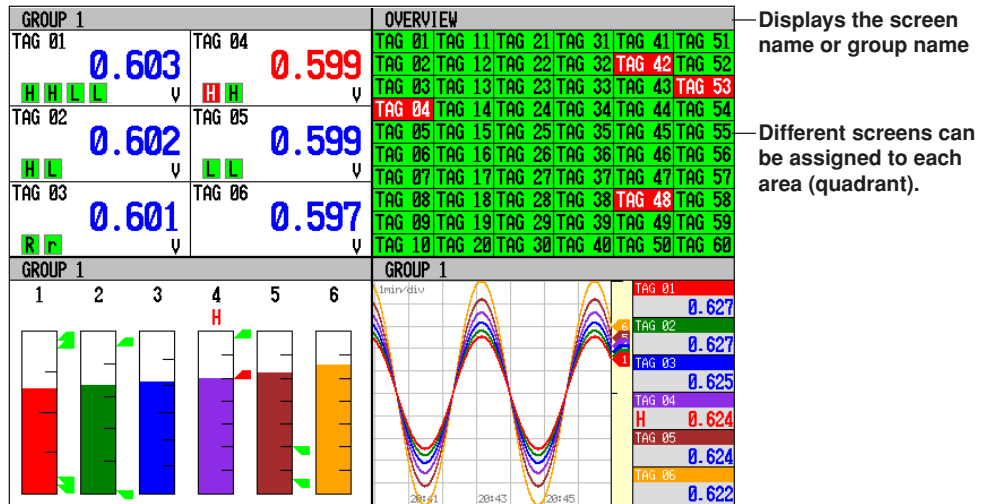 GROUP 1
TAG 01
0.603
H H L L V
TAG 04
0.599
H H V
TAG 02
0.602
H L V
TAG 05
0.599
L L V
TAG 03
0.601
R r V
TAG 06
0.597
V
OVERVIEW
TAG 01 TAG 11 TAG 21 TAG 31 TAG 41 TAG 51
TAG 02 TAG 12 TAG 22 TAG 32 TAG 42 TAG 52
TAG 03 TAG 13 TAG 23 TAG 33 TAG 43 TAG 53
TAG 04 TAG 14 TAG 24 TAG 34 TAG 44 TAG 54
TAG 05 TAG 15 TAG 25 TAG 35 TAG 45 TAG 55
TAG 06 TAG 16 TAG 26 TAG 36 TAG 46 TAG 56
TAG 07 TAG 17 TAG 27 TAG 37 TAG 47 TAG 57
TAG 08 TAG 18 TAG 28 TAG 38 TAG 48 TAG 58
TAG 09 TAG 19 TAG 29 TAG 39 TAG 49 TAG 59
TAG 10 TAG 20 TAG 30 TAG 40 TAG 50 TAG 60
Displays the screen
name or group name
Different screens can
be assigned to each
area (quadrant).
GROUP 1
1 2 3 4 5 6
H
GROUP 1
1min/div
20:41 20:43 20:45
6
1
TAG 01
0.627
TAG 02
0.627
TAG 03
0.625
TAG 04
H 0.624
TAG 05
0.624
TAG 06
0.622